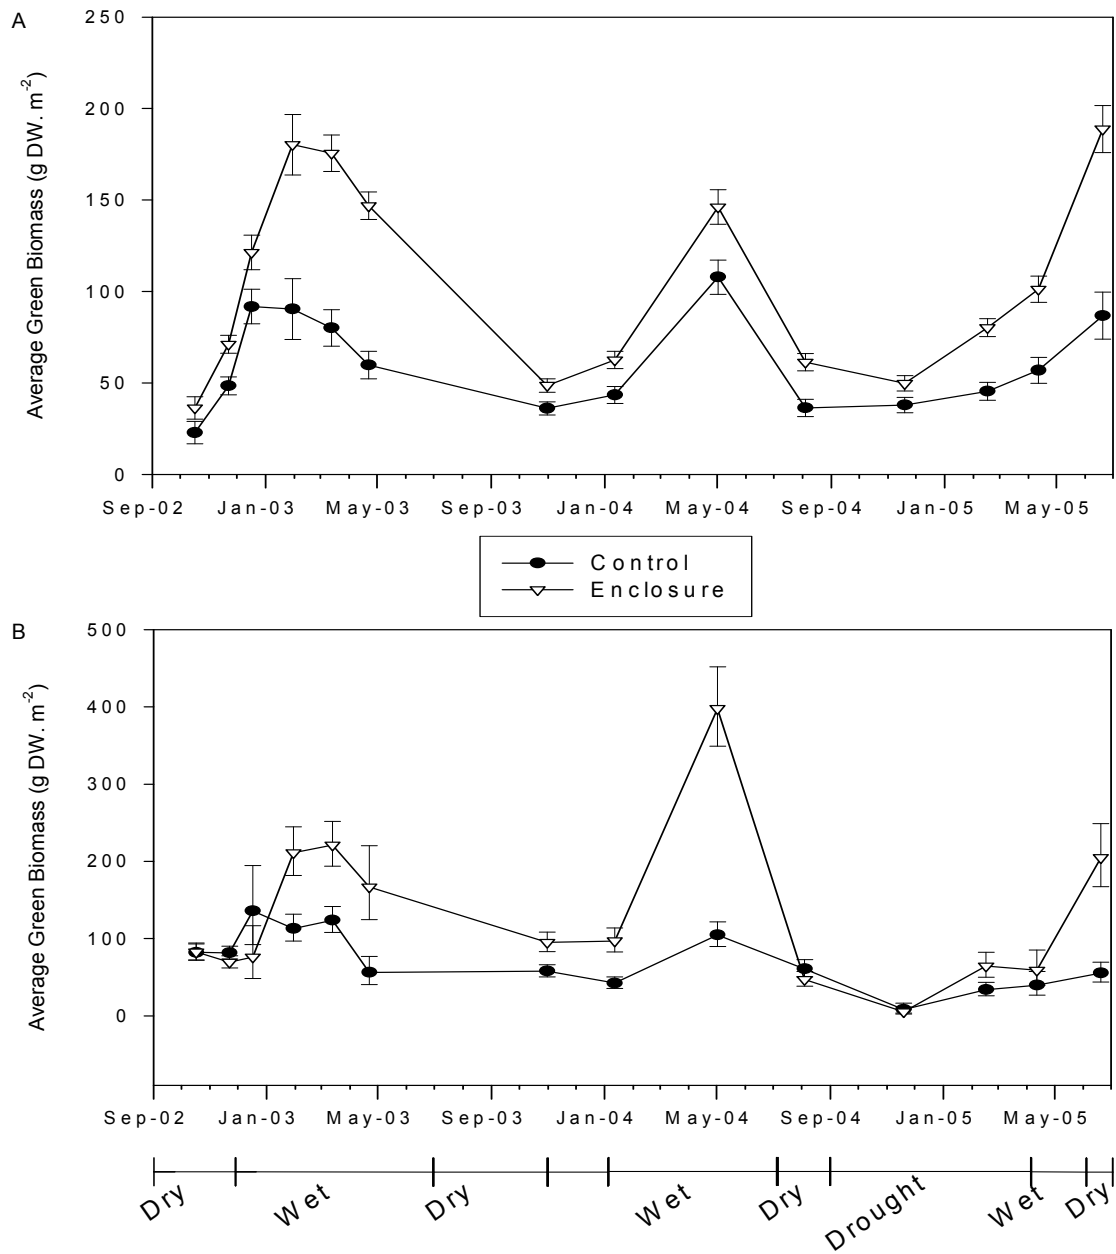 A
Average Green Biomass (g DW. m-2)
250
200
150
100
50
0
Sep-02 Jan-03 May-03 Sep-03 Jan-04 May-04 Sep-04 Jan-05 May-05
Control
Enclosure
B
Average Green Biomass (g DW. m-2)
500
400
300
200
100
0
Sep-02 Jan-03 May-03 Sep-03 Jan-04 May-04 Sep-04 Jan-05 May-05
Dry Wet Dry Wet Dry Drought Wet Dry